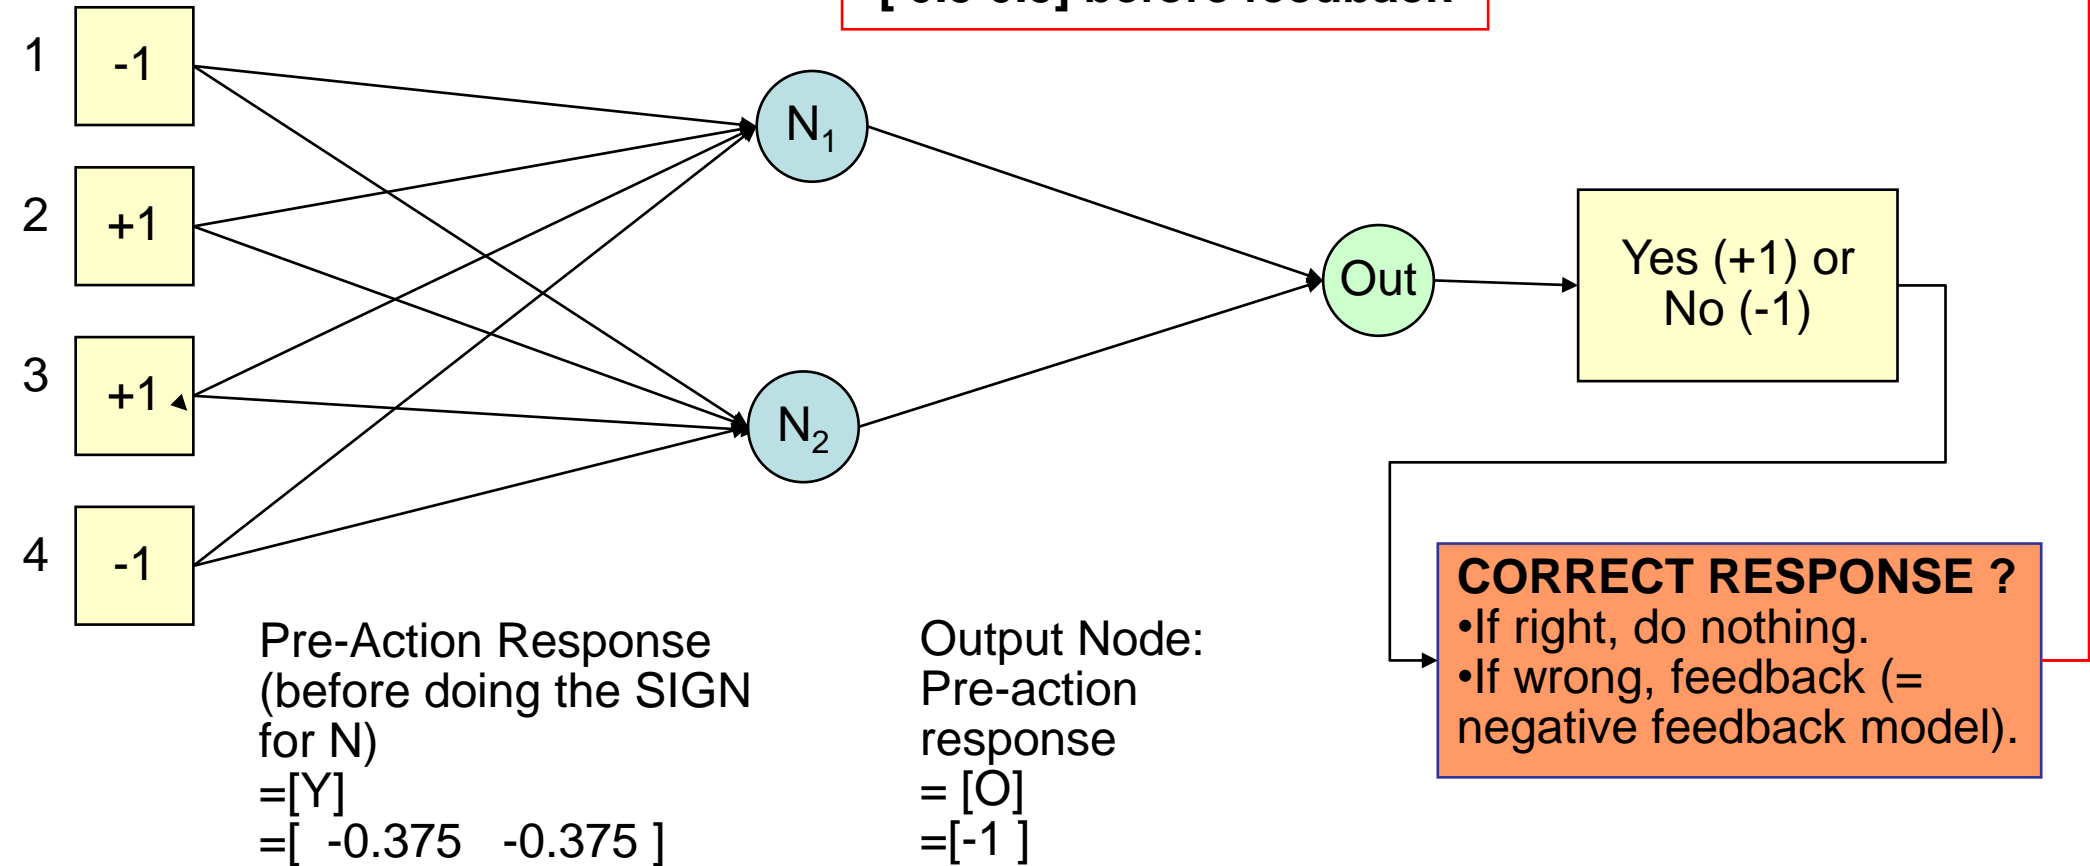 before feedback
1
-1
N1
2
+1
Out
Yes (+1) or
No (-1)
3
+1
N2
4
-1
CORRECT RESPONSE ?
•If right, do nothing.
•If wrong, feedback (=
negative feedback model).
Pre-Action Response
(before doing the SIGN
for N)
=[Y]
=[ -0.375 -0.375 ]
Output Node:
Pre-action
response
= [O]
=[-1 ]